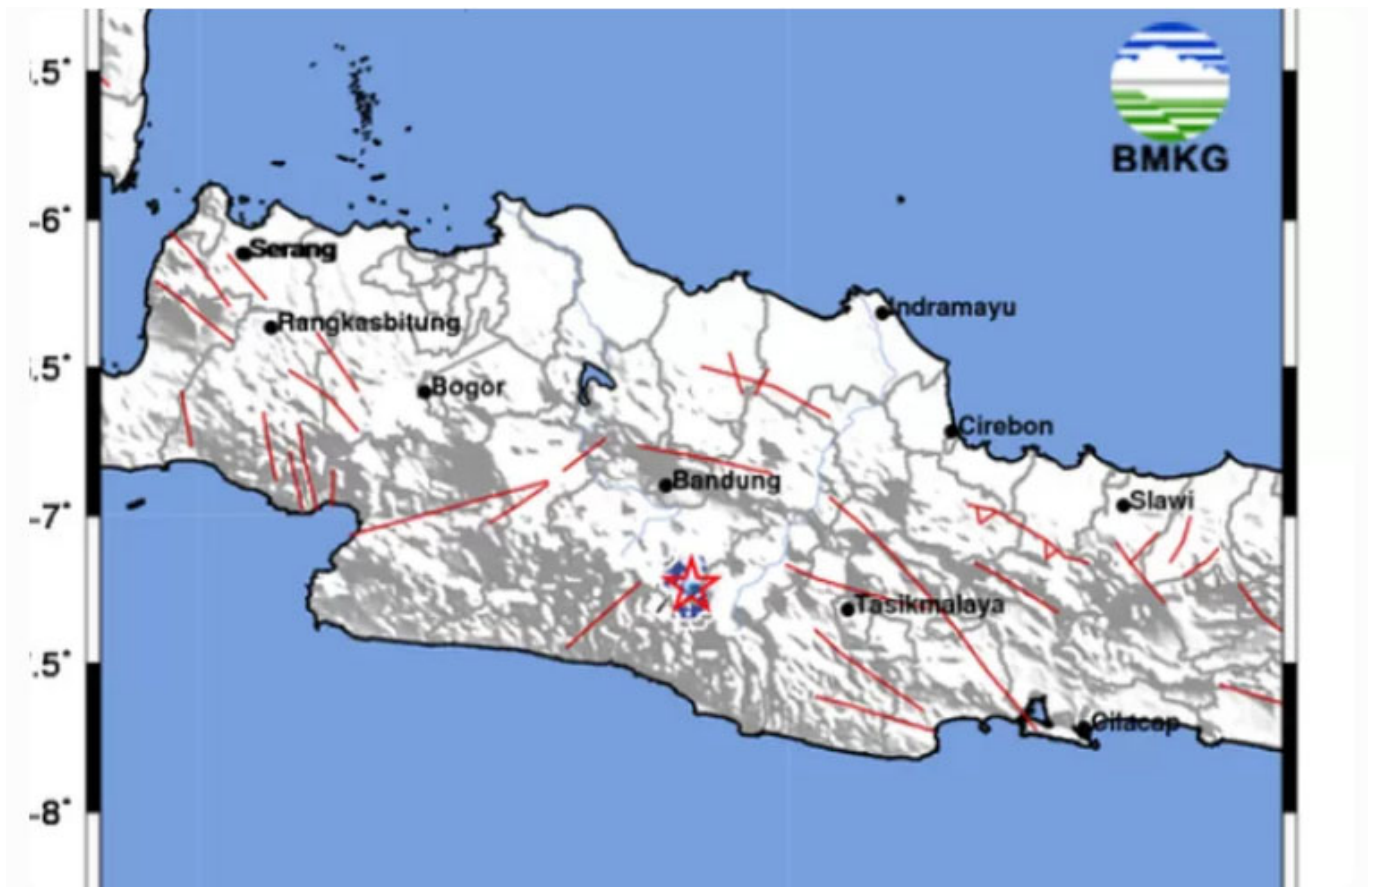 .5°
BMKG
-6°
Serang
Indramayu
Rangkasbitung
.5°
Bogor
Cirebon
Bandung
Slawi
-7°
Tasikmalaya
.5°
Cilacap
-8°